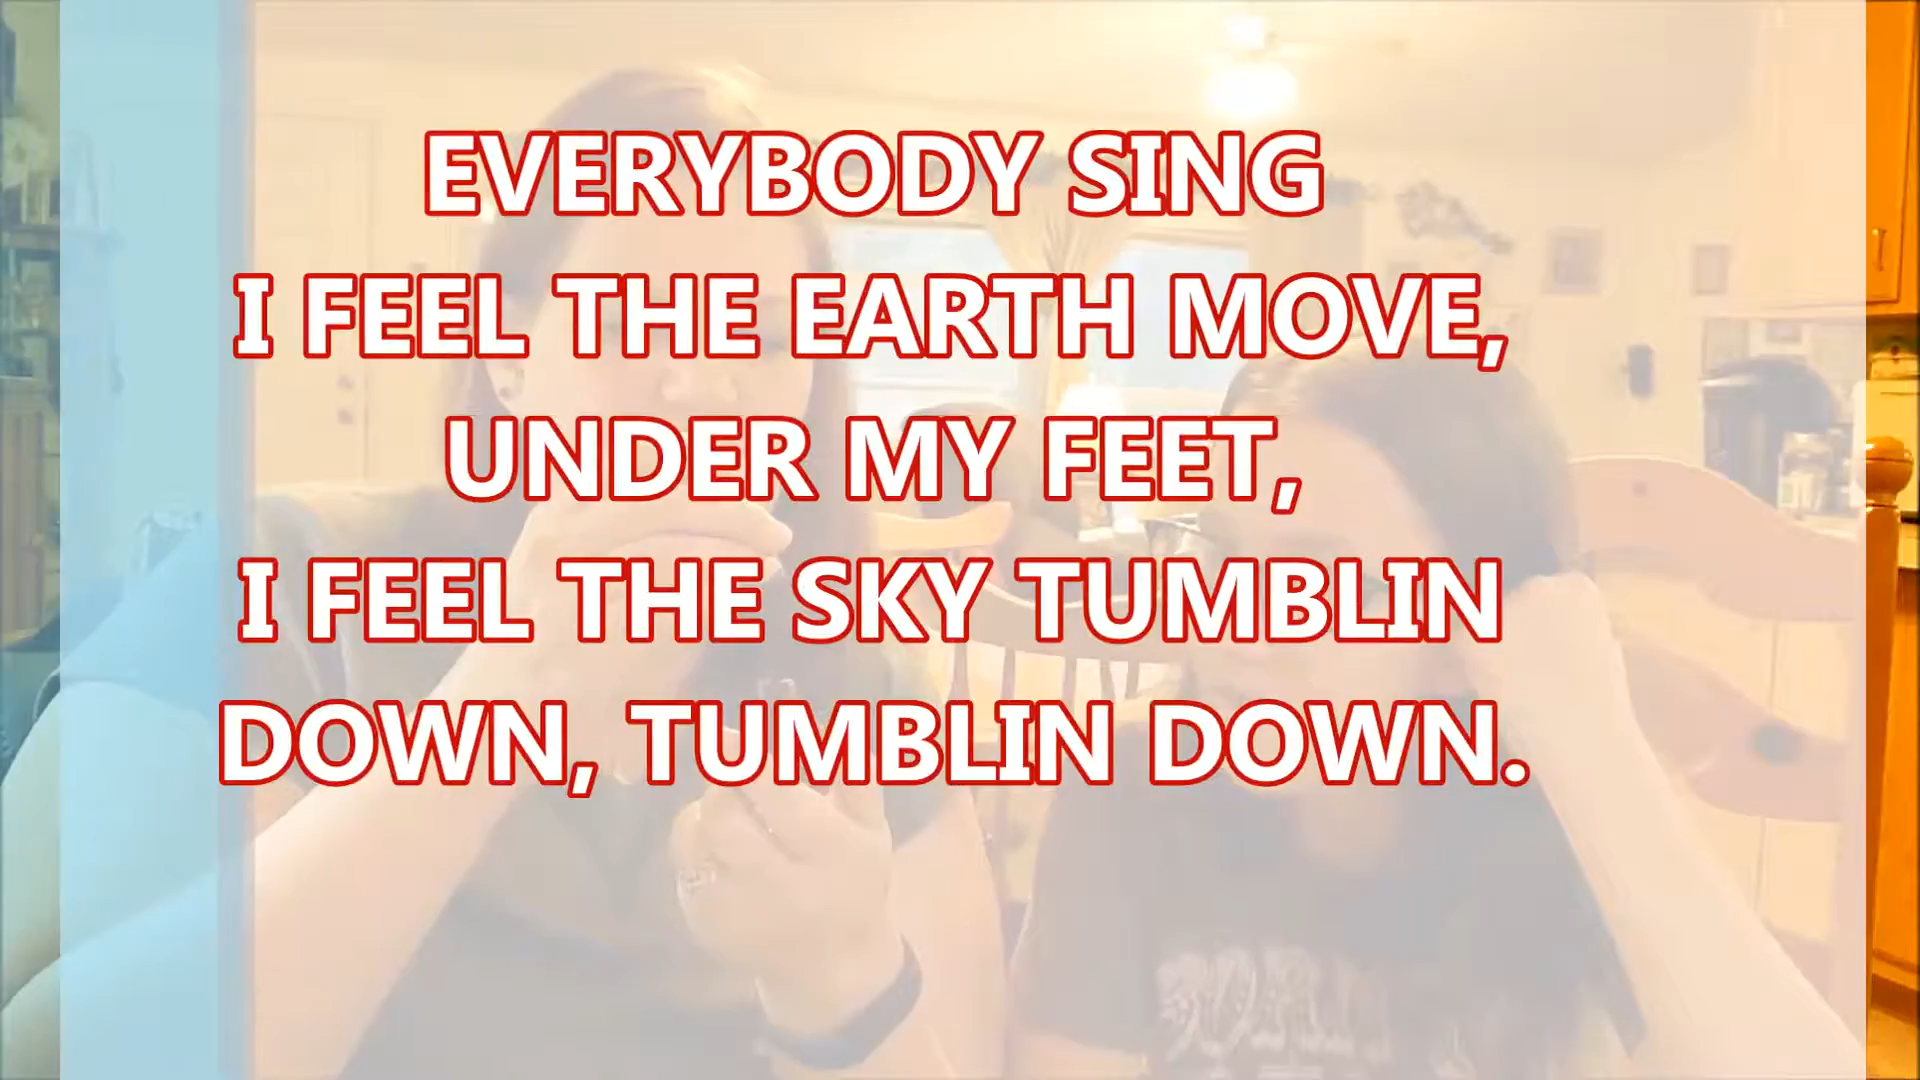 EVERYBODY SING
I FEEL THE EARTH MOVE,
UNDER MY FEET,
I FEEL THE SKY TUMBLIN
DOWN, TUMBLIN DOWN.